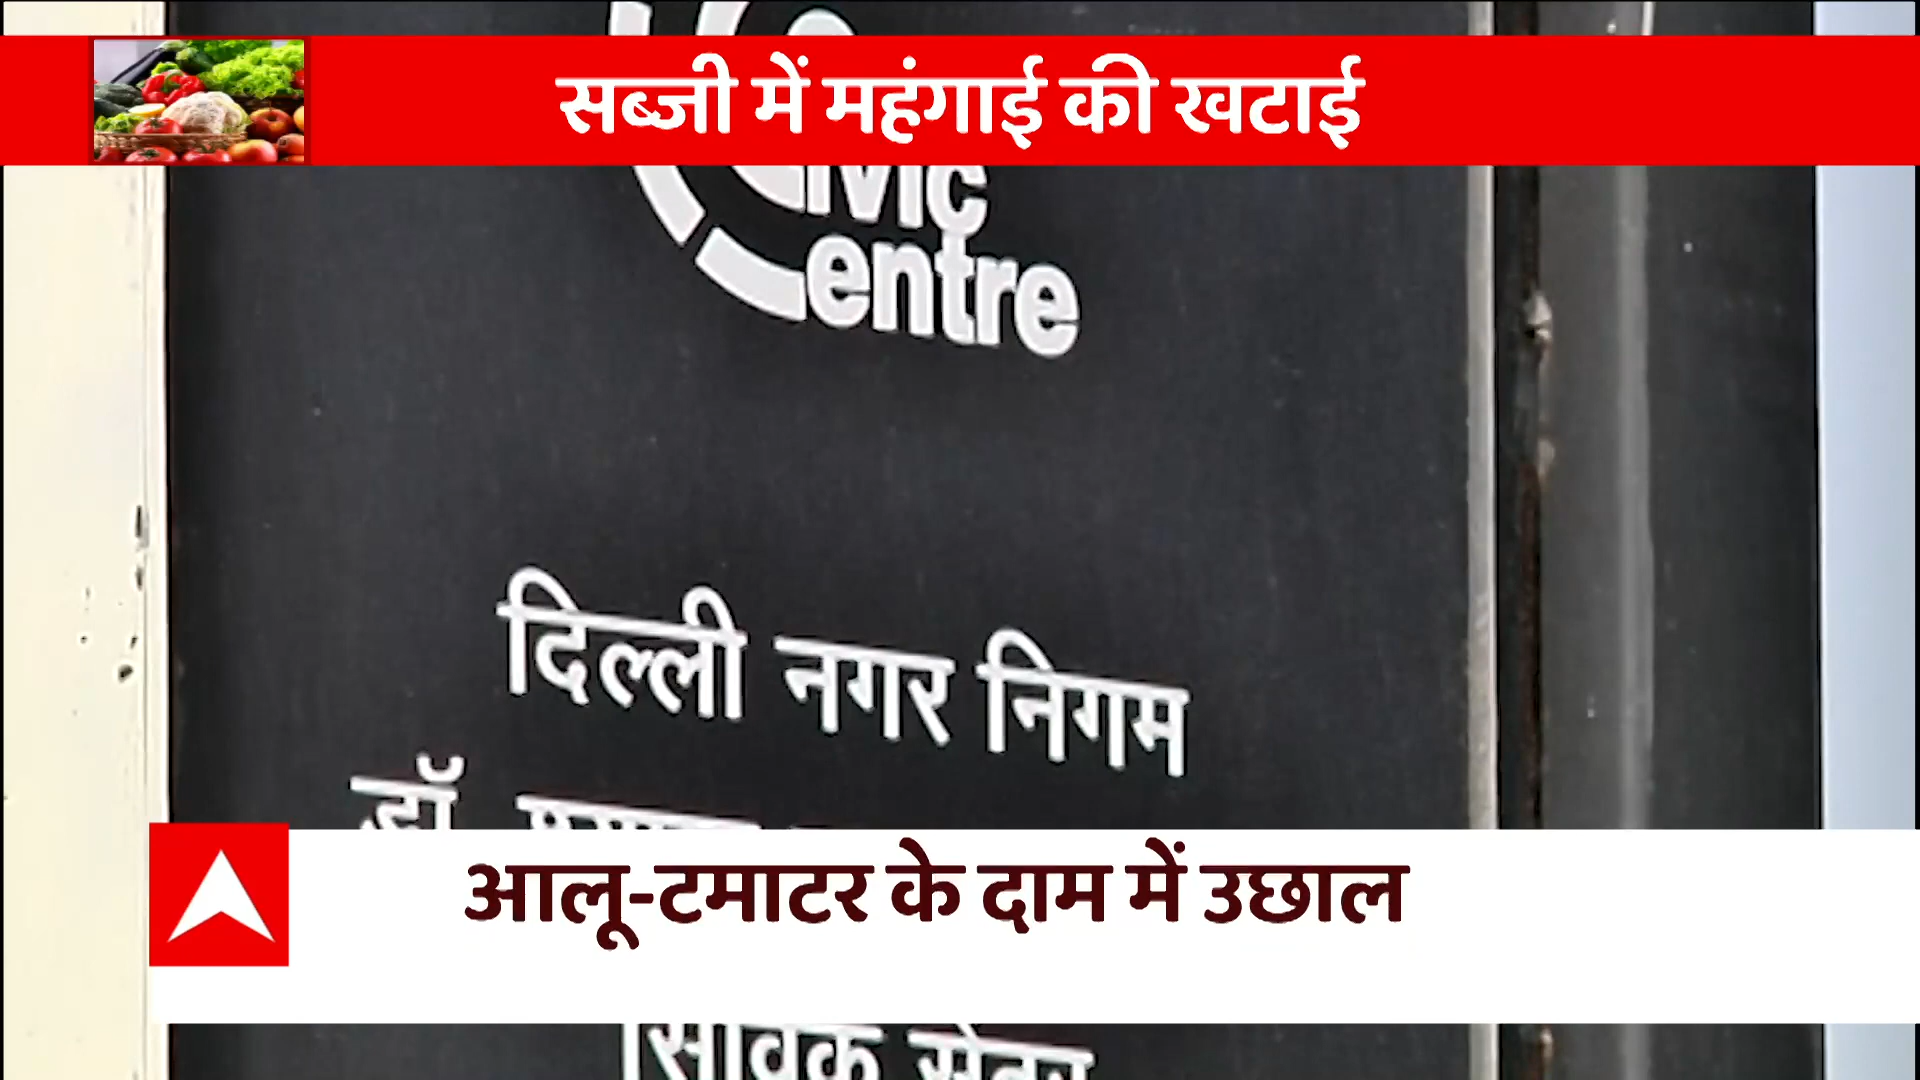 सब्जी में महंगाई की खटाई
Civic
Centre
दिल्ली नगर निगम
डॉ.
आलू-टमाटर के दाम में उछाल